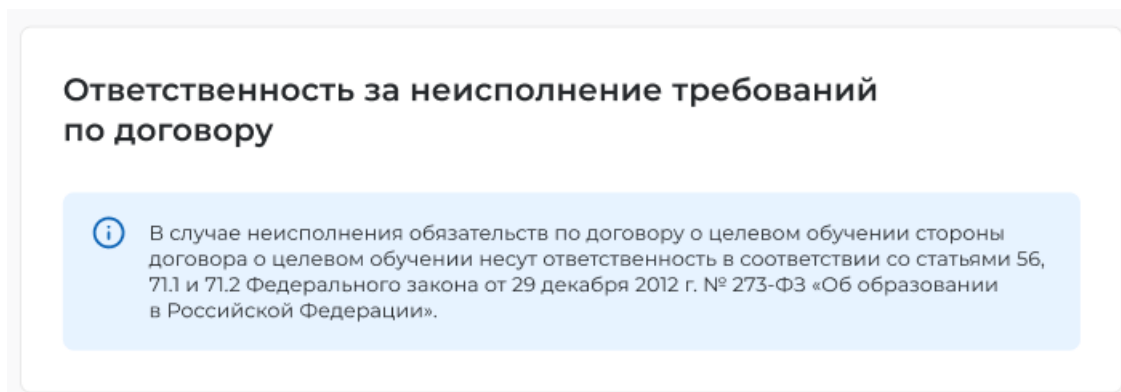 Ответственность за неисполнение требований
по договору
В случае неисполнения обязательств по договору о целевом обучении стороны
договора о целевом обучении несут ответственность в соответствии со статьями 56,
71.1 и 71.2 Федерального закона от 29 декабря 2012 г. № 273-ФЗ «Об образовании
в Российской Федерации».